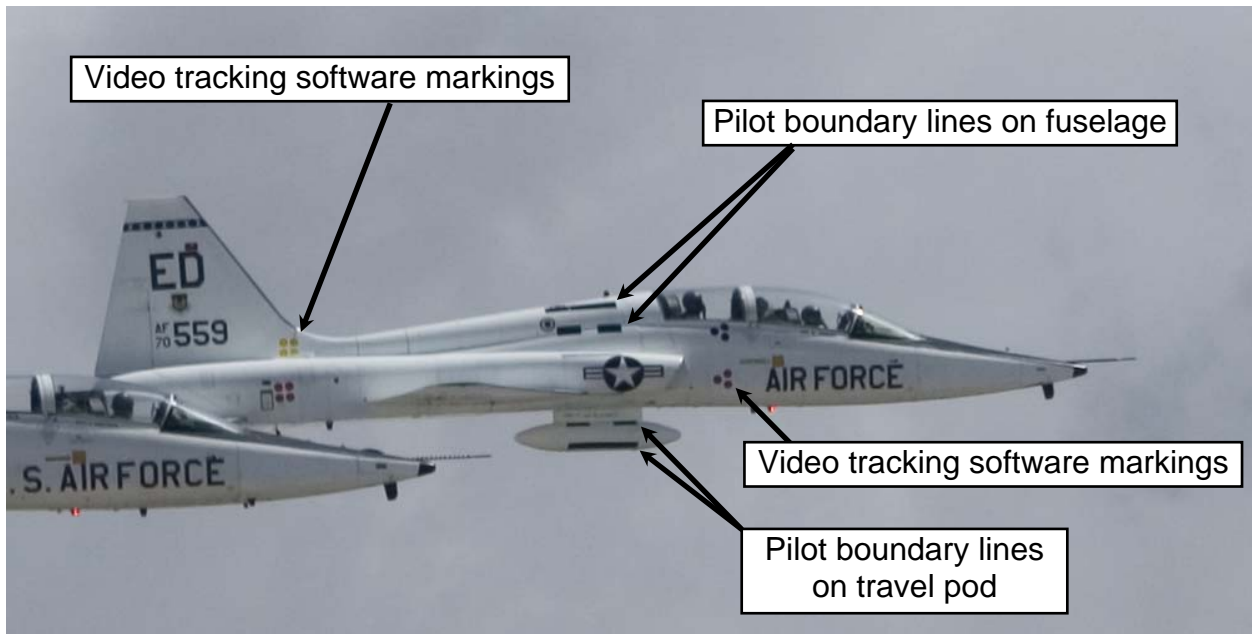 Video tracking software markings
Pilot boundary lines on fuselage
ED
AF
70 559
AIR FORCE
. S. AIR FORCE
Video tracking software markings
Pilot boundary lines
on travel pod